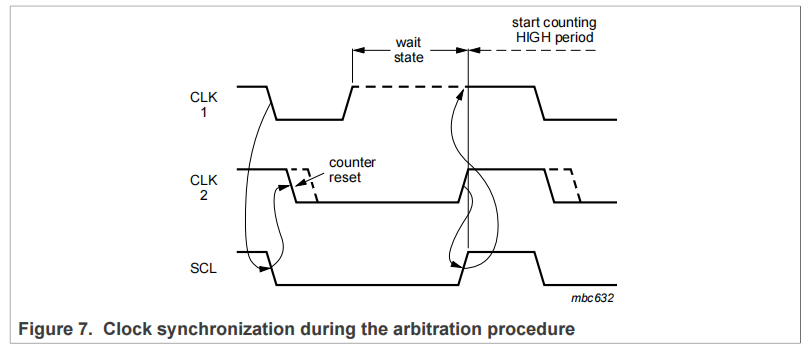 start counting
HIGH period
wait
state
CLK
1
counter
reset
CLK
2
SCL
mbc632
Figure 7. Clock synchronization during the arbitration procedure